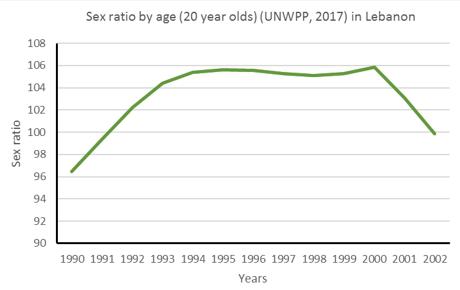 Sex ratio by age (20 year olds) (UNWPP, 2017) in Lebanon
108
106
104
102
100
98
96
94
92
90
Sex ratio
1990 1991 1992 1993 1994 1995 1996 1997 1998 1999 2000 2001 2002
Years